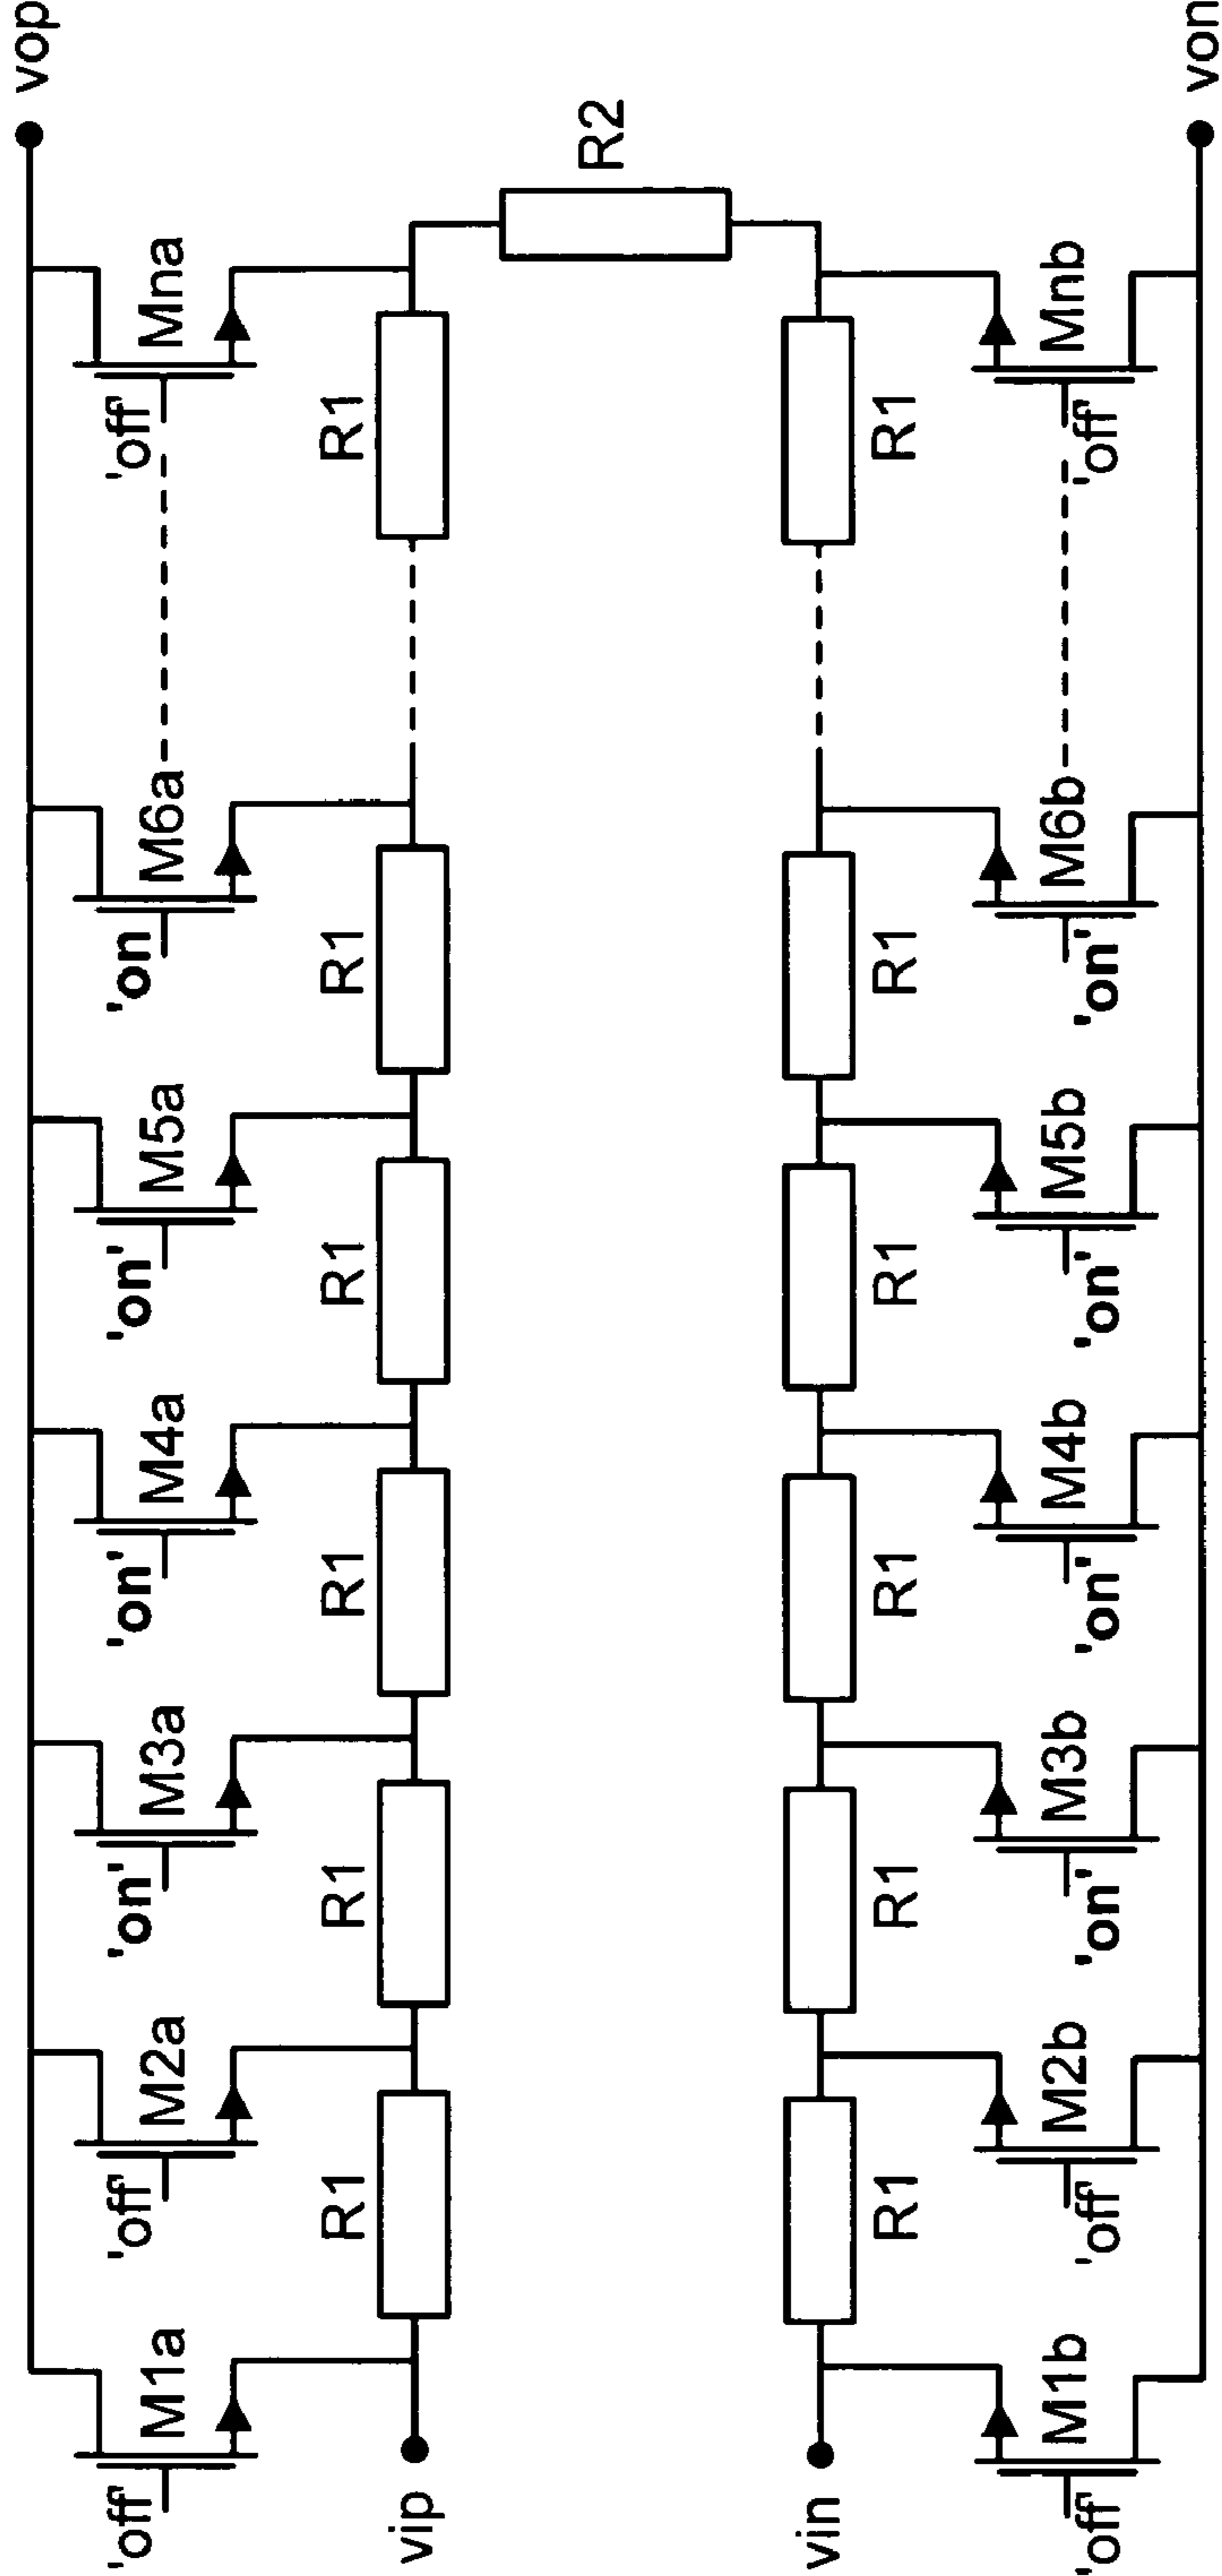 vop
'off' 'off' 'on' 'on' 'on' 'on 'off'
M1a M2a M3a M4a M5a M6a Mna
R1 R1 R1 R1 R1 R1
vip
R2
vin
R1 R1 R1 R1 R1 R1
M1b M2b M3b M4b M5b M6b Mnb
'off' 'off' 'on' 'on' 'on' 'on' 'off'
von